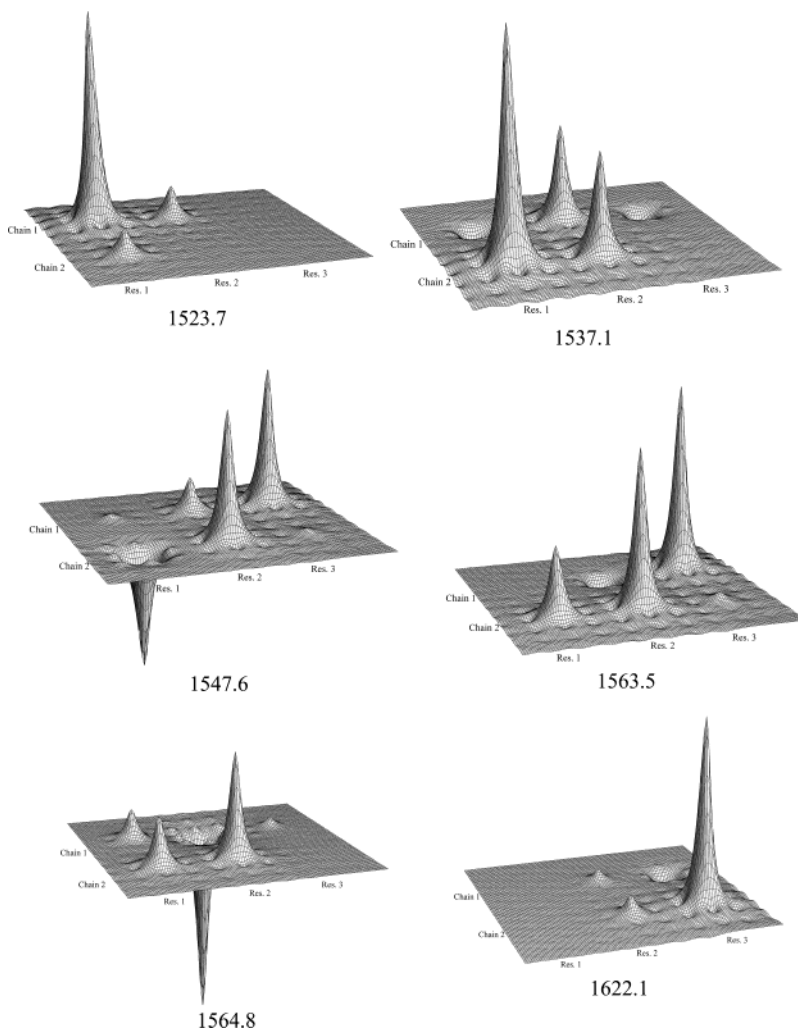 Chain 1
Chain 2
Res. 1
Res. 2
Res. 3
1523.7
Chain 1
Chain 2
Res. 1
Res. 2
Res. 3
1537.1
Chain 1
Chain 2
Res. 1
Res. 2
Res. 3
1547.6
Chain 1
Chain 2
Res. 1
Res. 2
Res. 3
1563.5
Chain 1
Chain 2
Res. 1
Res. 2
Res. 3
1564.8
Chain 1
Chain 2
Res. 1
Res. 2
Res. 3
1622.1